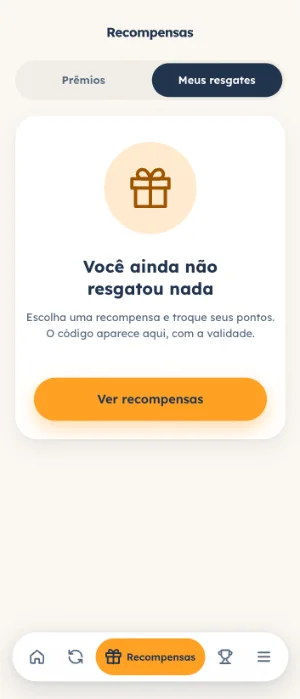 Recompensas
Prêmios
Meus resgates
Você ainda não
resgatou nada
Escolha uma recompensa e troque seus pontos.
O código aparece aqui, com a validade.
Ver recompensas
Recompensas